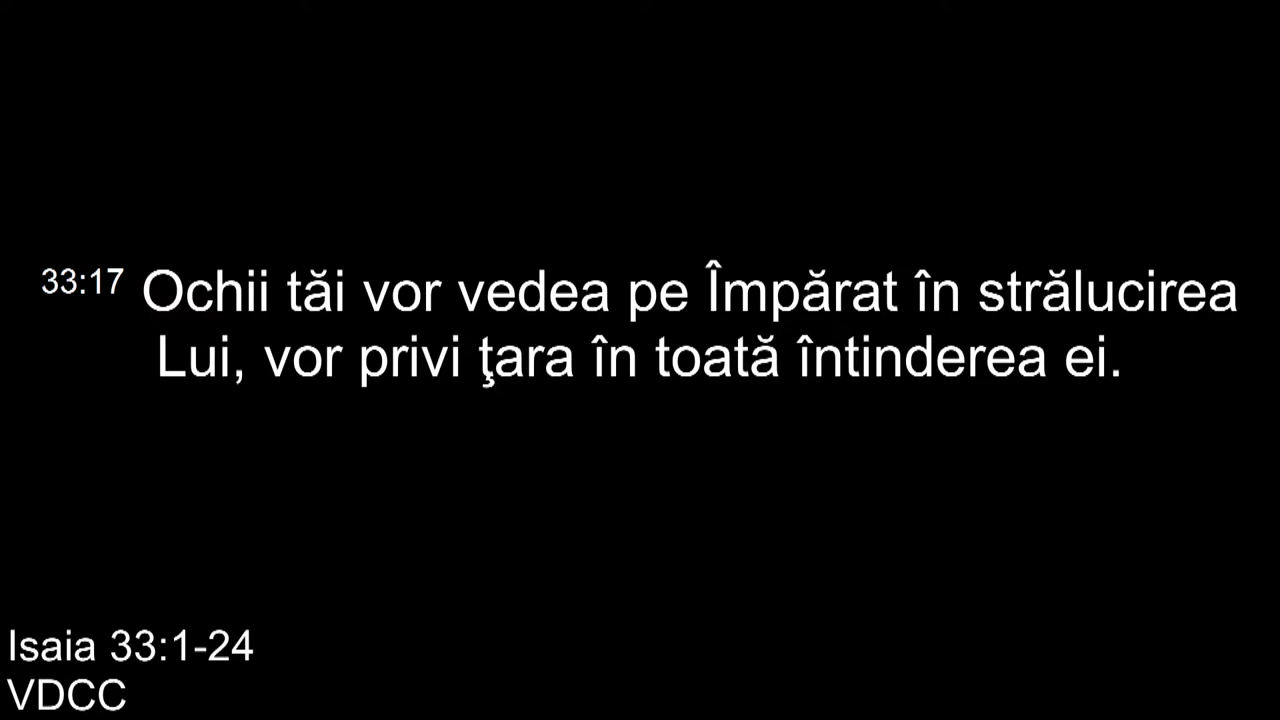 33:17 Ochii tăi vor vedea pe Împărat în strălucirea
Lui, vor privi ţara în toată întinderea ei.
Isaia 33:1-24
VDCC